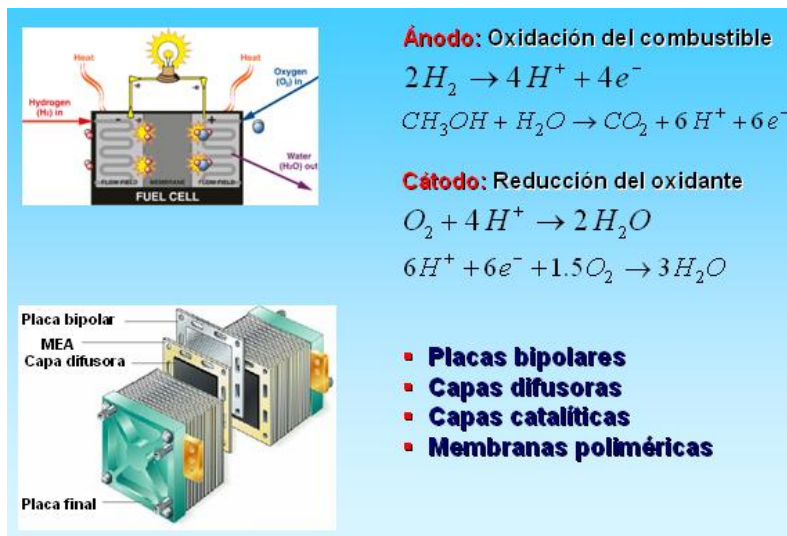 Heat
Heat
Oxygen
(O₂) in
Hydrogen
(H₂) in
- +
Water
(H₂O) out
FLOW FIELD MEMBRANE FLOW FIELD
FUEL CELL
Ánodo: Oxidación del combustible
2H₂ → 4H⁺ + 4e⁻
CH₃OH + H₂O → CO₂ + 6H⁺ + 6e⁻
Cátodo: Reducción del oxidante
O₂ + 4H⁺ → 2H₂O
6H⁺ + 6e⁻ + 1.5O₂ → 3H₂O
Placa bipolar
MEA
Capa difusora
Placa final
▪ Placas bipolares
▪ Capas difusoras
▪ Capas catalíticas
▪ Membranas poliméricas